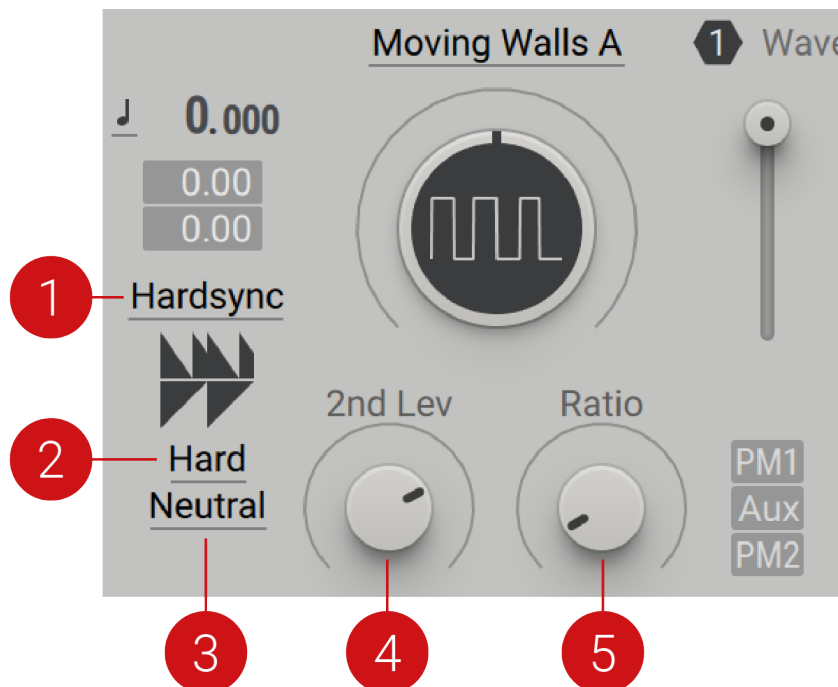 Moving Walls A
1 Wave
0.000
0.00
0.00
1 Hardsync
2nd Lev
Ratio
2 Hard
Neutral
PM1
Aux
PM2
3
4
5